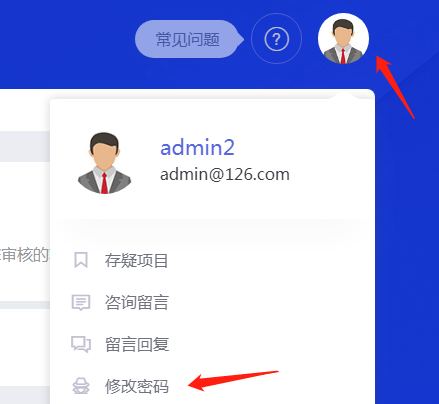 常见问题
?
admin2
admin@126.com
审核的
存疑项目
咨询留言
留言回复
修改密码